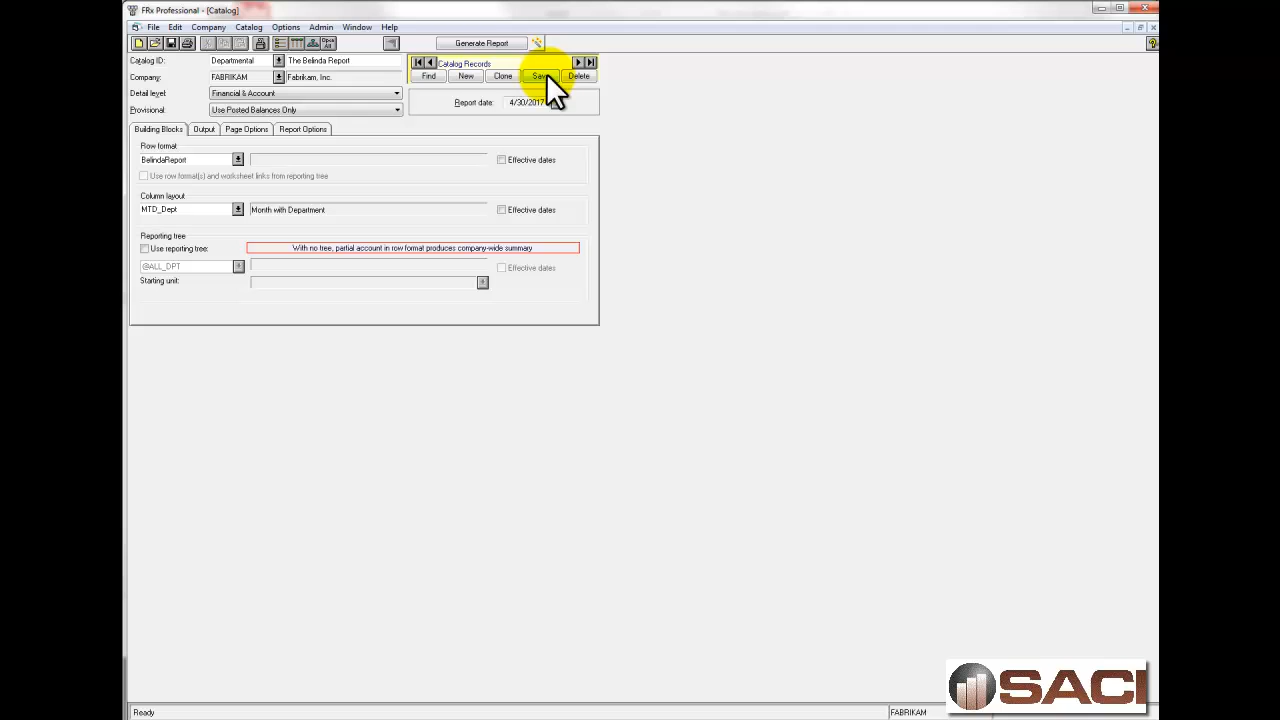 FRx Professional - [Catalog]
File Edit Company Catalog Options Admin Window Help
Generate Report
Catalog ID: Departmental The Belinda Report
Catalog Records
Company: FABRIKAM Fabrikam, Inc.
Find New Clone Save Delete
Detail level: Financial & Account
Provisional: Use Posted Balances Only
Report date: 4/30/2017
Building Blocks Output Page Options Report Options
Row format
BelindaReport Effective dates
Use row format(s) and worksheet links from reporting tree
Column layout
MTD_Dept Month with Department Effective dates
Reporting tree
Use reporting tree: With no tree, partial account in row format produces company-wide summary
@ALL_DPT Effective dates
Starting unit:
SACI
Ready FABRIKAM